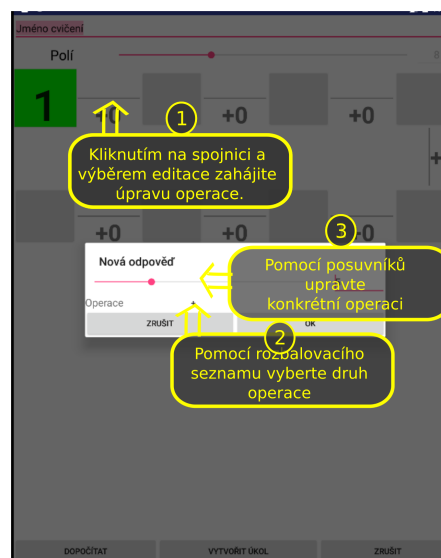 Jméno cvičení
Polí
1
+0
+0
+0
1
Kliknutím na spojnici a
výběrem editace zahájite
úpravu operace.
+
+0
+0
+0
3
Nová odpověď
Pomocí posuvníků
upravte
konkrétní operaci
Operace
+
ZRUŠIT
OK
2
Pomocí rozbalovacího
seznamu vyberte druh
operace
DOPOČÍTAT
VYTVOŘIT ÚKOL
ZRUŠIT